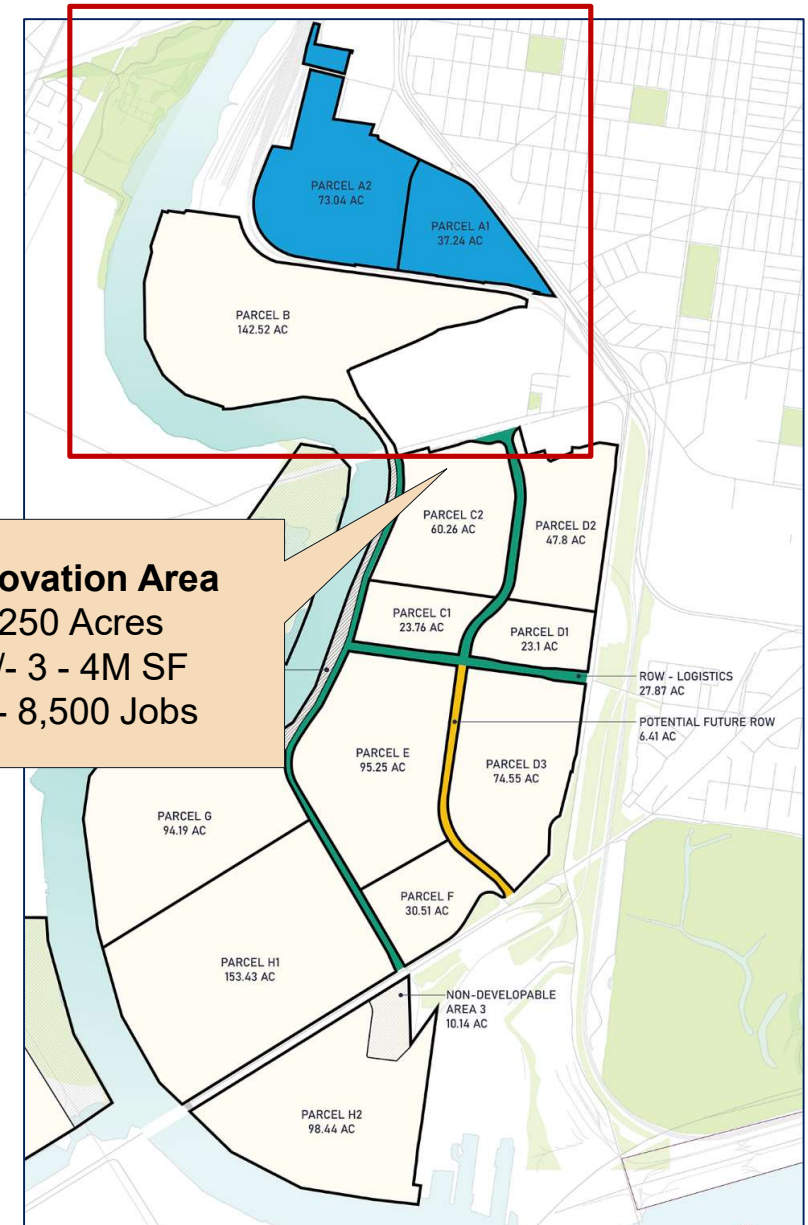 PARCEL A2
73.04 AC
PARCEL A1
37.24 AC
PARCEL B
142.52 AC
PARCEL C2
60.26 AC
PARCEL D2
47.8 AC
ovation Area
250 Acres
/- 3 - 4M SF
- 8,500 Jobs
PARCEL C1
23.76 AC
PARCEL D1
23.1 AC
ROW - LOGISTICS
27.87 AC
POTENTIAL FUTURE ROW
6.41 AC
PARCEL E
95.25 AC
PARCEL D3
74.55 AC
PARCEL G
94.19 AC
PARCEL F
30.51 AC
PARCEL H1
153.43 AC
NON-DEVELOPABLE
AREA 3
10.14 AC
PARCEL H2
98.44 AC